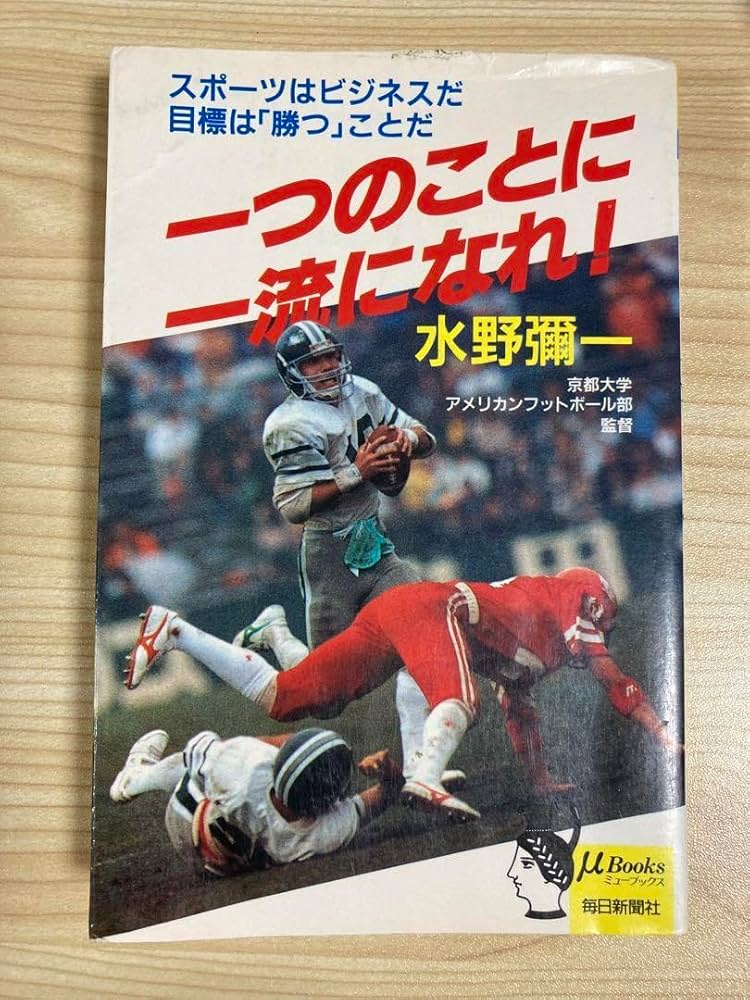 スポーツはビジネスだ
目標は「勝つ」ことだ
一つのことに
一流になれ!
水野彌一
京都大学
アメリカンフットボール部
監督
μ Books
ミューブックス
毎日新聞社